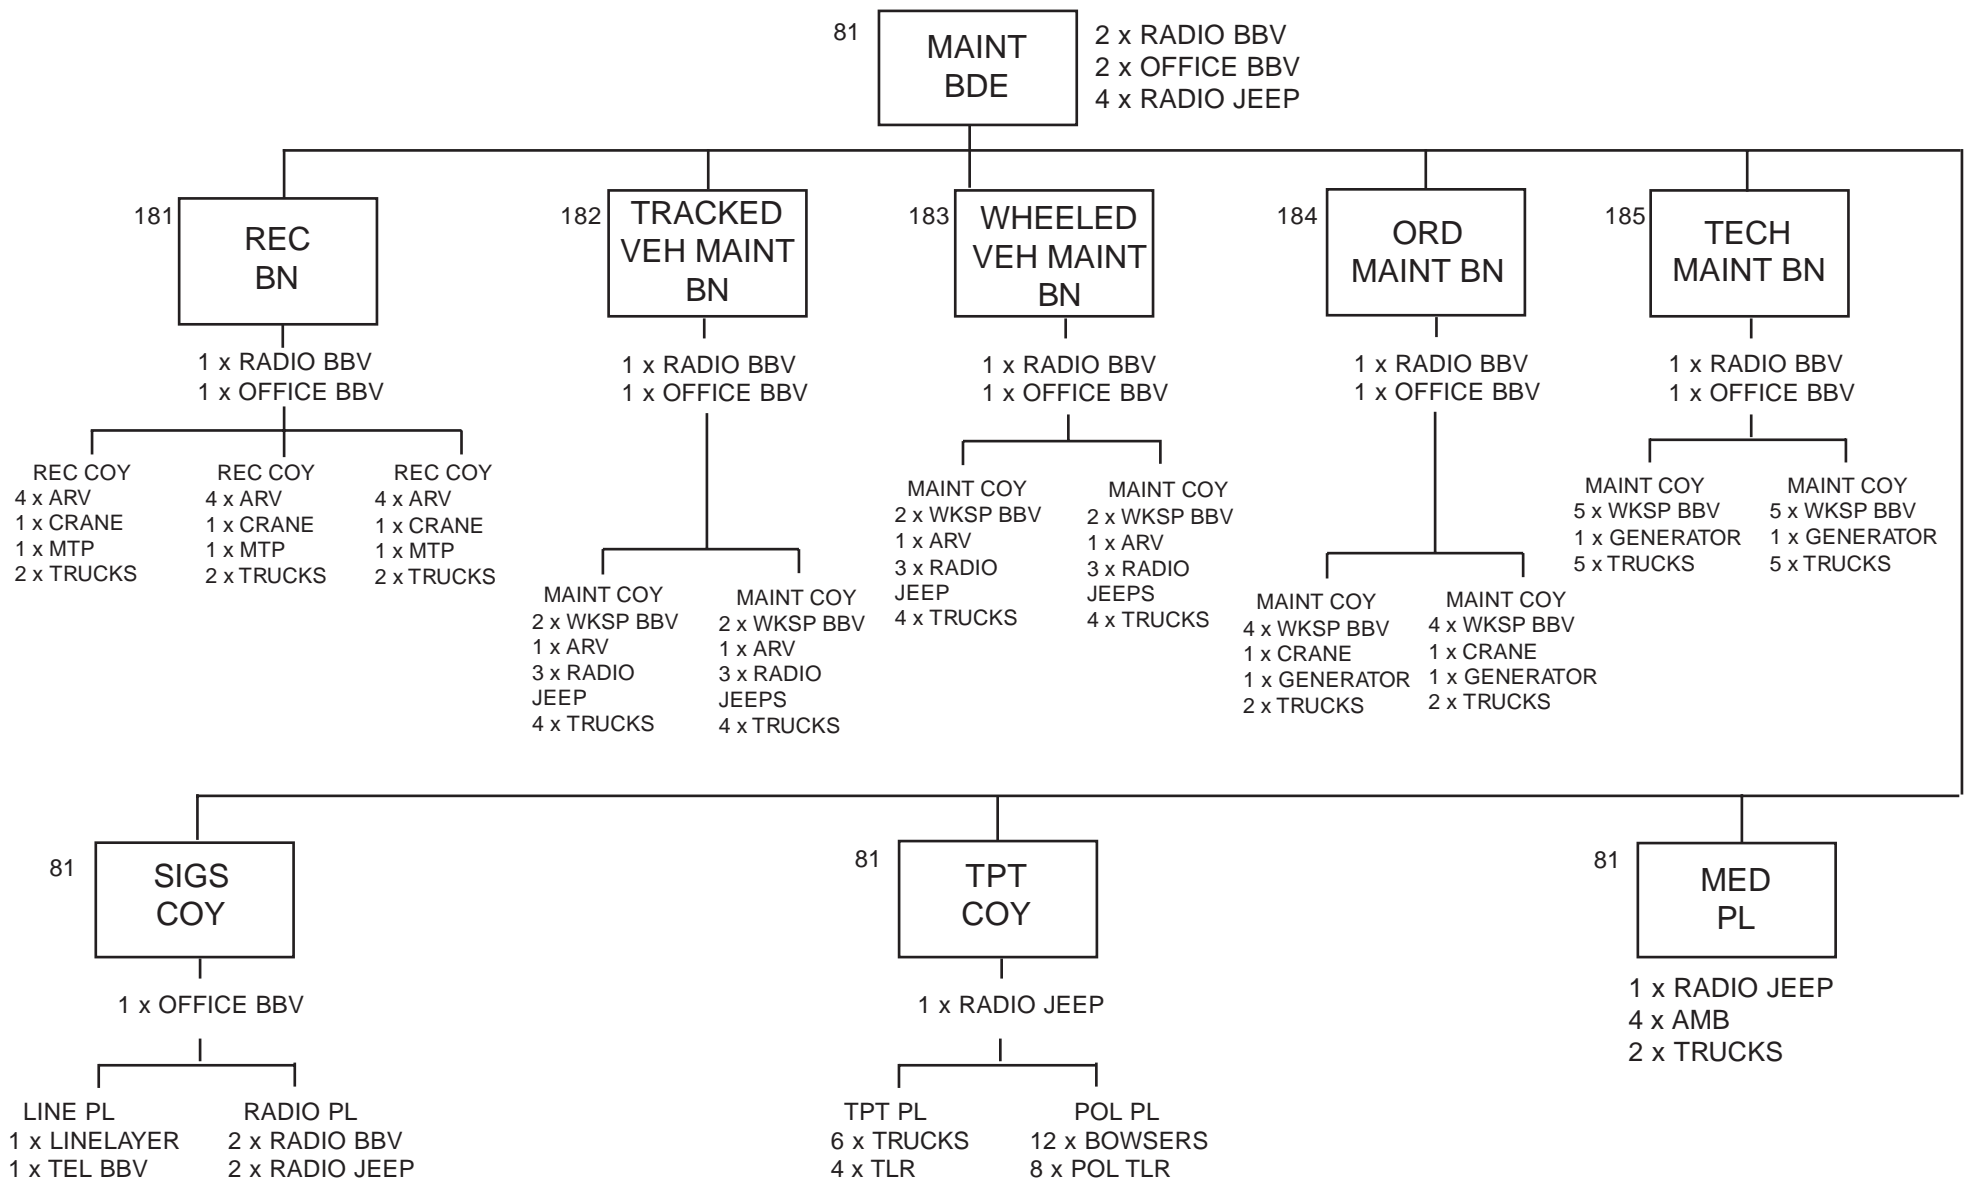 81
MAINT
BDE
2 x RADIO BBV
2 x OFFICE BBV
4 x RADIO JEEP
181
REC
BN
1 x RADIO BBV
1 x OFFICE BBV
REC COY
4 x ARV
1 x CRANE
1 x MTP
2 x TRUCKS
REC COY
4 x ARV
1 x CRANE
1 x MTP
2 x TRUCKS
REC COY
4 x ARV
1 x CRANE
1 x MTP
2 x TRUCKS
182
TRACKED
VEH MAINT
BN
1 x RADIO BBV
1 x OFFICE BBV
MAINT COY
2 x WKSP BBV
1 x ARV
3 x RADIO
JEEP
4 x TRUCKS
MAINT COY
2 x WKSP BBV
1 x ARV
3 x RADIO
JEEPS
4 x TRUCKS
183
WHEELED
VEH MAINT
BN
1 x RADIO BBV
1 x OFFICE BBV
MAINT COY
2 x WKSP BBV
1 x ARV
3 x RADIO
JEEP
4 x TRUCKS
MAINT COY
2 x WKSP BBV
1 x ARV
3 x RADIO
JEEPS
4 x TRUCKS
184
ORD
MAINT BN
1 x RADIO BBV
1 x OFFICE BBV
MAINT COY
4 x WKSP BBV
1 x CRANE
1 x GENERATOR
2 x TRUCKS
MAINT COY
4 x WKSP BBV
1 x CRANE
1 x GENERATOR
2 x TRUCKS
185
TECH
MAINT BN
1 x RADIO BBV
1 x OFFICE BBV
MAINT COY
5 x WKSP BBV
1 x GENERATOR
5 x TRUCKS
MAINT COY
5 x WKSP BBV
1 x GENERATOR
5 x TRUCKS
81
SIGS
COY
1 x OFFICE BBV
LINE PL
1 x LINELAYER
1 x TEL BBV
RADIO PL
2 x RADIO BBV
2 x RADIO JEEP
81
TPT
COY
1 x RADIO JEEP
TPT PL
6 x TRUCKS
4 x TLR
POL PL
12 x BOWSERS
8 x POL TLR
81
MED
PL
1 x RADIO JEEP
4 x AMB
2 x TRUCKS